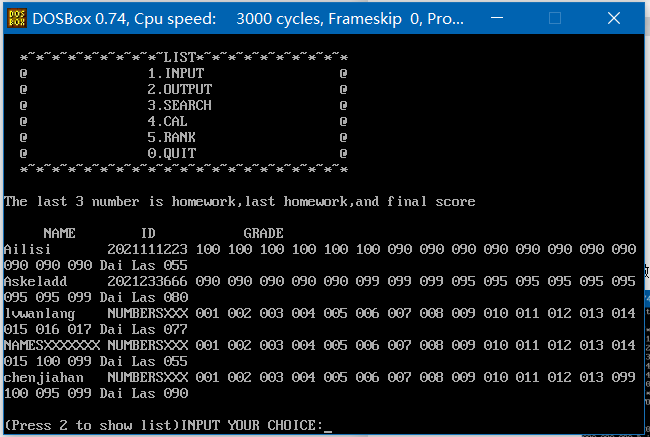 DOSBox 0.74, Cpu speed: 3000 cycles, Frameskip 0, Pro...
*~*~*~*~*~*~*~*~*~LIST*~*~*~*~*~*~*~*~*~*
@ 1.INPUT @
@ 2.OUTPUT @
@ 3.SEARCH @
@ 4.CAL @
@ 5.RANK @
@ 0.QUIT @
*~*~*~*~*~*~*~*~*~*~*~*~*~*~*~*~*~*~*~*~*
The last 3 number is homework,last homework,and final score
NAME ID GRADE
Ailisi 2021111223 100 100 100 100 100 100 090 090 090 090 090 090 090
090 090 090 Dai Las 055
Askeladd 2021233666 090 090 090 090 090 099 099 099 095 095 095 095 095 095
095 095 099 Dai Las 080
lvwanlang NUMBERSXXX 001 002 003 004 005 006 007 008 009 010 011 012 013 014
015 016 017 Dai Las 077
NAMESXXXXXXX NUMBERSXXX 001 002 003 004 005 006 007 008 009 010 011 012 013 014
015 100 099 Dai Las 055
chenjiahan NUMBERSXXX 001 002 003 004 005 006 007 008 009 010 011 012 013 099
100 095 099 Dai Las 090
(Press 2 to show list)INPUT YOUR CHOICE:_